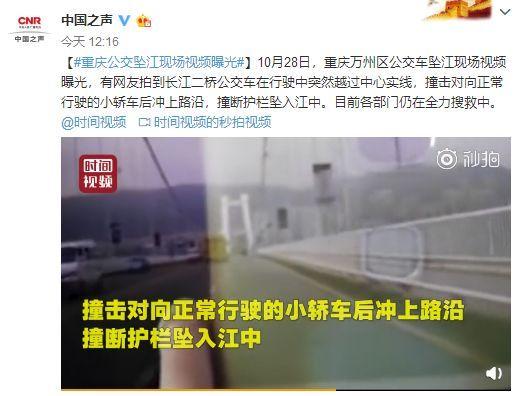 CNR
中国之声
中国之声
今天 12:16
【#重庆公交坠江现场视频曝光#】10月28日，重庆万州区公交车坠江现场视频
曝光，有网友拍到长江二桥公交车在行驶中突然越过中心实线，撞击对向正常
行驶的小轿车后冲上路沿，撞断护栏坠入江中。目前各部门仍在全力搜救中。
@时间视频 时间视频的秒拍视频
时间
视频
秒拍
撞击对向正常行驶的小轿车后冲上路沿
撞断护栏坠入江中